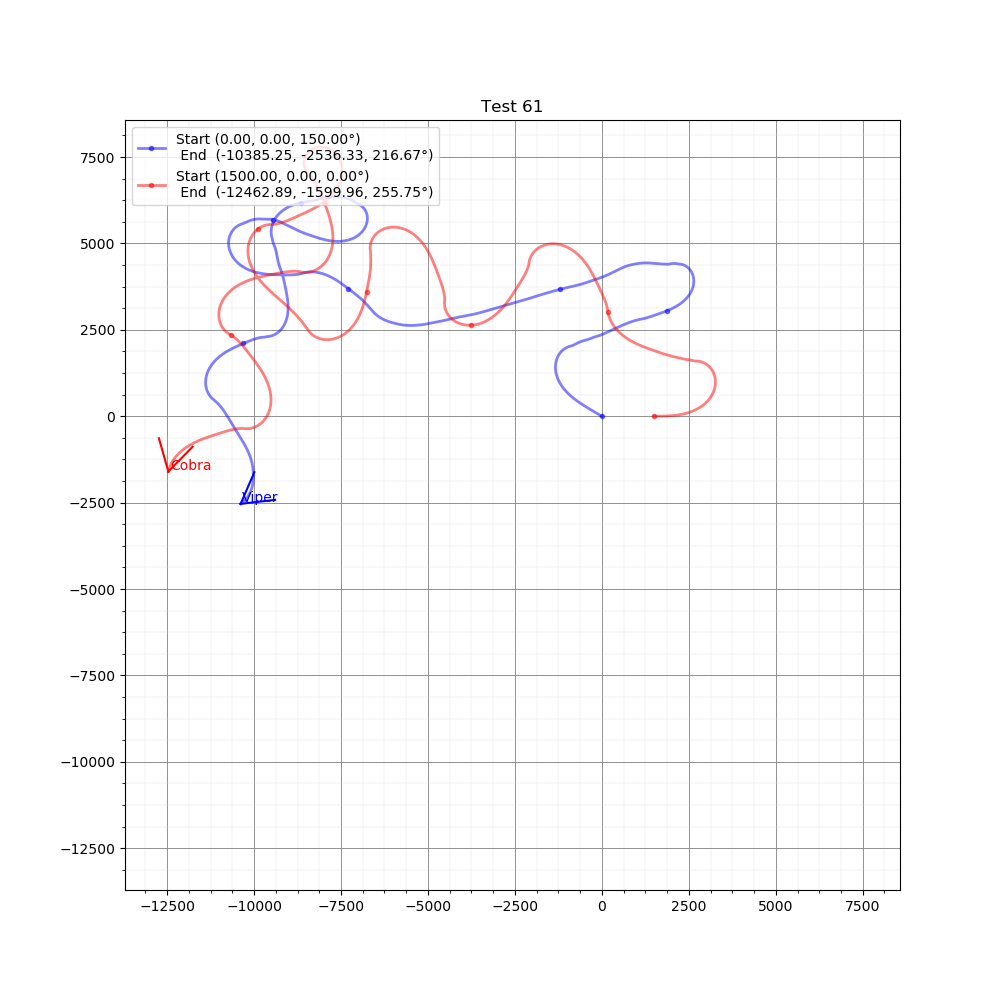 Test 61
Start (0.00, 0.00, 150.00°)
End (-10385.25, -2536.33, 216.67°)
Start (1500.00, 0.00, 0.00°)
End (-12462.89, -1599.96, 255.75°)
7500
5000
2500
0
−2500
−5000
−7500
−10000
−12500
Cobra
Viper
−12500 −10000 −7500 −5000 −2500 0 2500 5000 7500